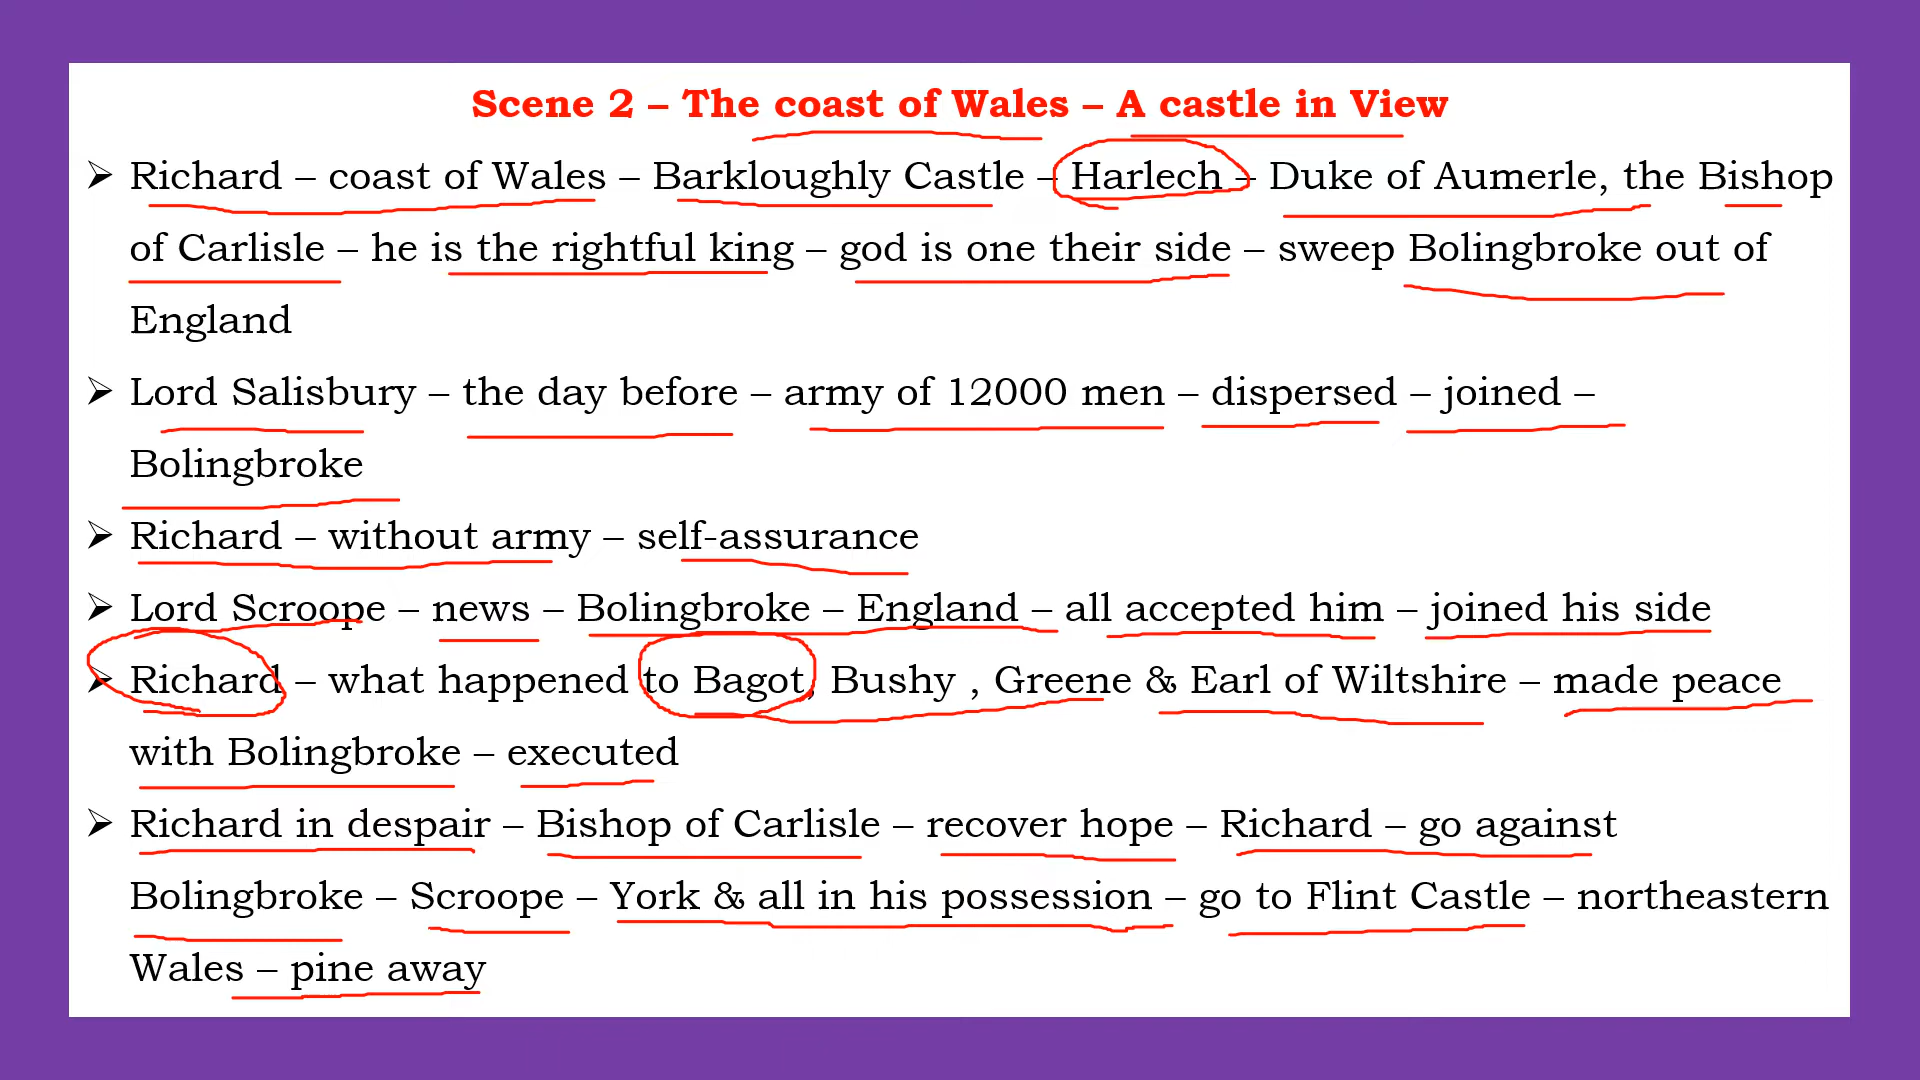 Scene 2 – The coast of Wales – A castle in View
➢ Richard – coast of Wales – Barkloughly Castle – Harlech – Duke of Aumerle, the Bishop
of Carlisle – he is the rightful king – god is one their side – sweep Bolingbroke out of
England
➢ Lord Salisbury – the day before – army of 12000 men – dispersed – joined –
Bolingbroke
➢ Richard – without army – self-assurance
➢ Lord Scroope – news – Bolingbroke – England – all accepted him – joined his side
➢ Richard – what happened to Bagot, Bushy , Greene & Earl of Wiltshire – made peace
with Bolingbroke – executed
➢ Richard in despair – Bishop of Carlisle – recover hope – Richard – go against
Bolingbroke – Scroope – York & all in his possession – go to Flint Castle – northeastern
Wales – pine away